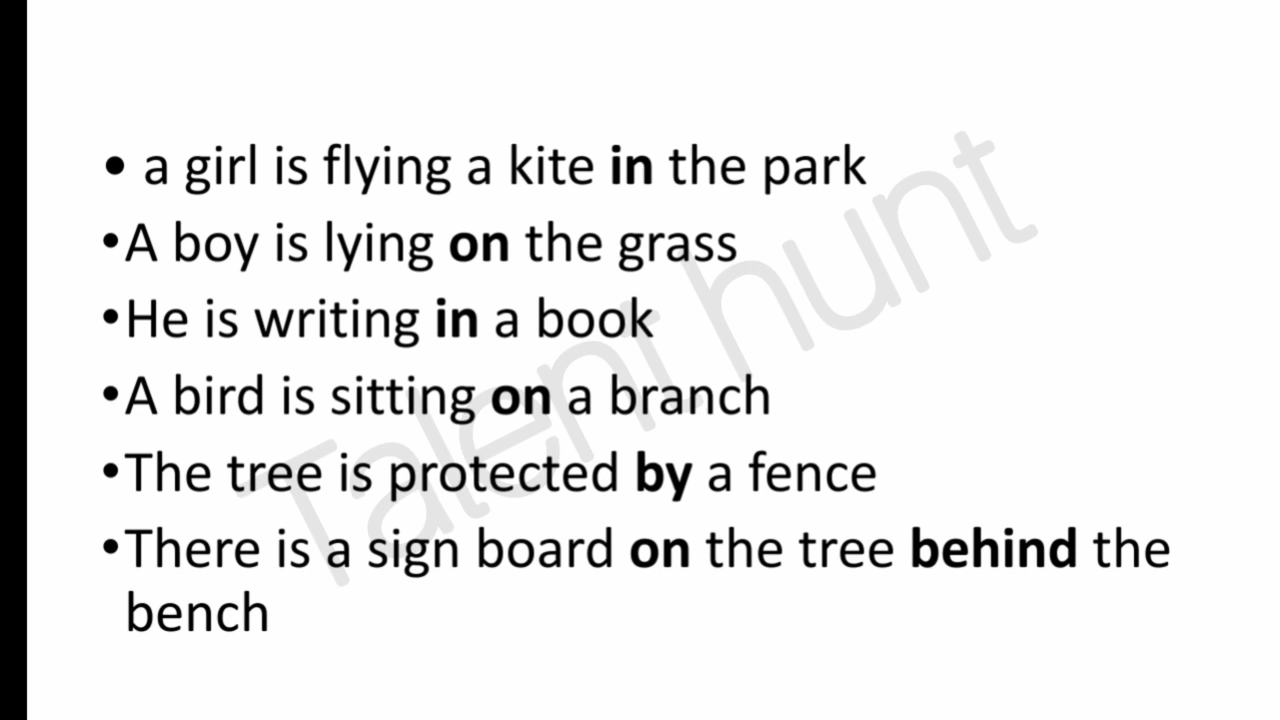 • a girl is flying a kite in the park
•A boy is lying on the grass
•He is writing in a book
•A bird is sitting on a branch
•The tree is protected by a fence
•There is a sign board on the tree behind the
bench
Talent hunt